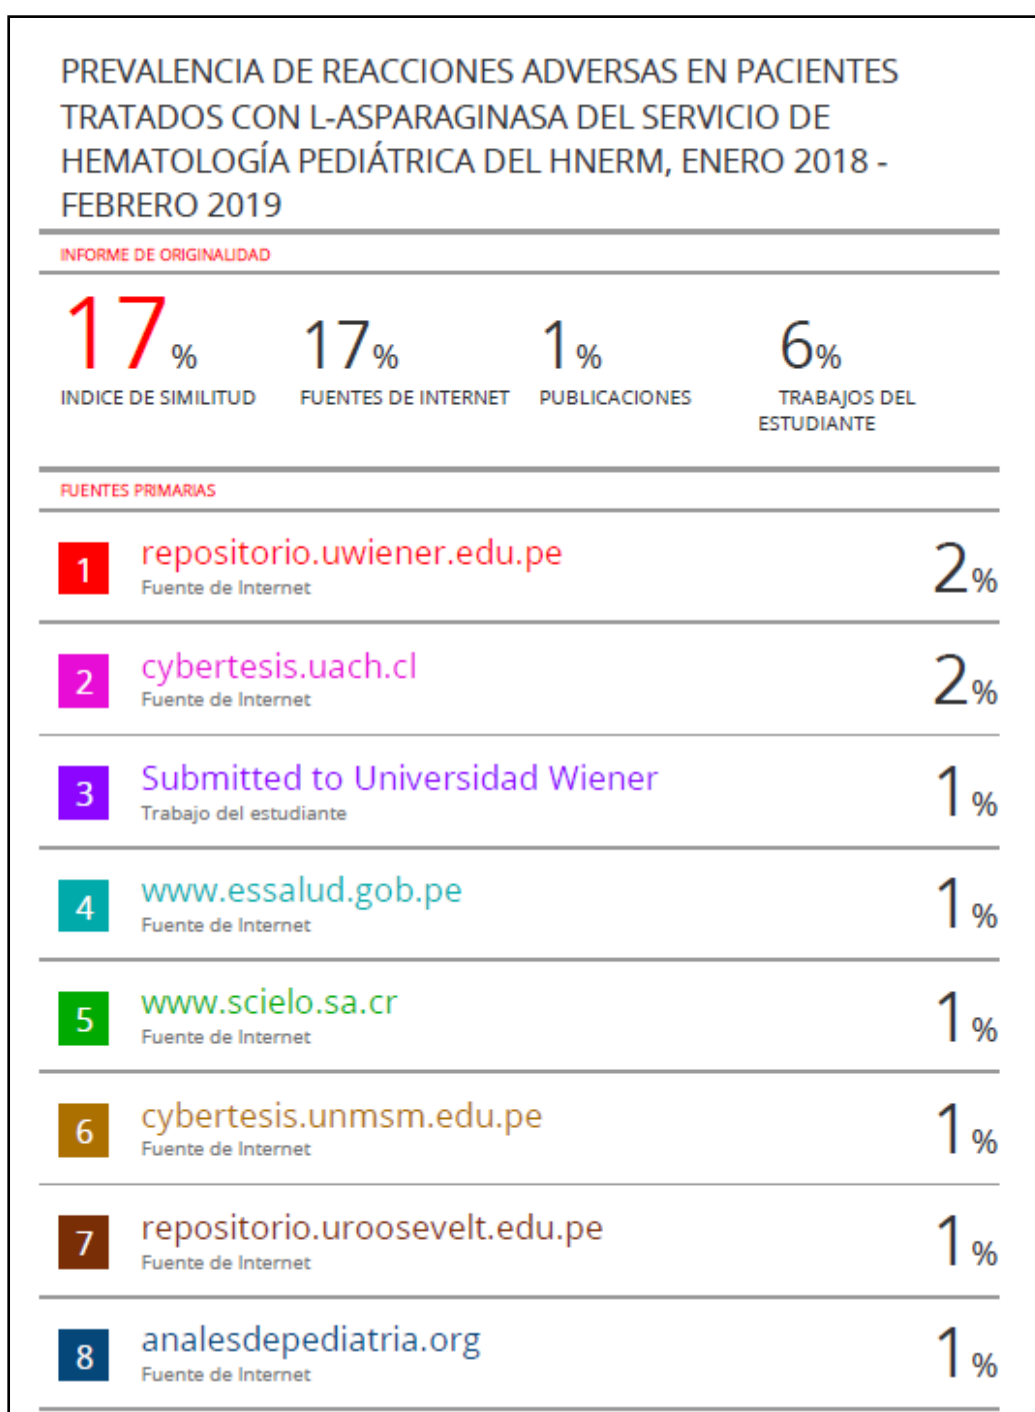 PREVALENCIA DE REACCIONES ADVERSAS EN PACIENTES
TRATADOS CON L-ASPARAGINASA DEL SERVICIO DE
HEMATOLOGÍA PEDIÁTRICA DEL HNERM, ENERO 2018 -
FEBRERO 2019
INFORME DE ORIGINALIDAD
17% 17% 1% 6%
INDICE DE SIMILITUD FUENTES DE INTERNET PUBLICACIONES TRABAJOS DEL
ESTUDIANTE
FUENTES PRIMARIAS
1 repositorio.uwiener.edu.pe 2%
Fuente de Internet
2 cybertesis.uach.cl 2%
Fuente de Internet
3 Submitted to Universidad Wiener 1%
Trabajo del estudiante
4 www.essalud.gob.pe 1%
Fuente de Internet
5 www.scielo.sa.cr 1%
Fuente de Internet
6 cybertesis.unmsm.edu.pe 1%
Fuente de Internet
7 repositorio.uroosevelt.edu.pe 1%
Fuente de Internet
8 analesdepediatria.org 1%
Fuente de Internet